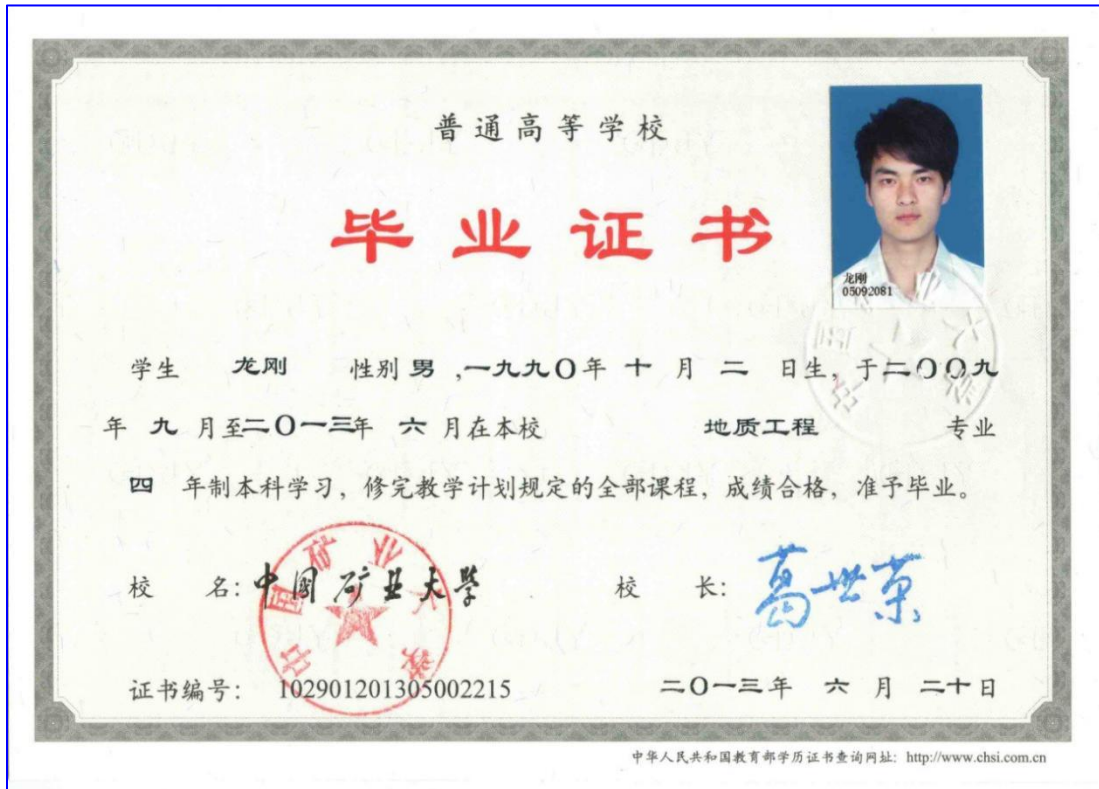 普通高等学校
毕业证书
龙刚
05092081
学生 龙刚 性别 男 ,一九九〇年 十 月 二 日生，于二〇〇九
年 九 月至二〇一三年 六 月在本校 地质工程 专业
四 年制本科学习，修完教学计划规定的全部课程，成绩合格，准予毕业。
校 名：中国矿业大学 校 长：葛世荣
证书编号： 102901201305002215 二〇一三年 六 月 二十日
中华人民共和国教育部学历证书查询网址：http://www.chsi.com.cn